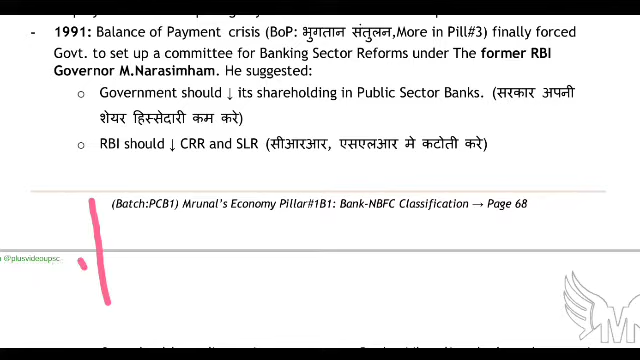 - 1991: Balance of Payment crisis (BoP: भुगतान संतुलन,More in Pill#3) finally forced
Govt. to set up a committee for Banking Sector Reforms under The former RBI
Governor M.Narasimham. He suggested:
o Government should ↓ its shareholding in Public Sector Banks. (सरकार अपनी
शेयर हिस्सेदारी कम करे)
o RBI should ↓ CRR and SLR (सीआरआर, एसएलआर मे कटोती करे)
(Batch:PCB1) Mrunal's Economy Pillar#1B1: Bank-NBFC Classification → Page 68
@plusvideoupsc